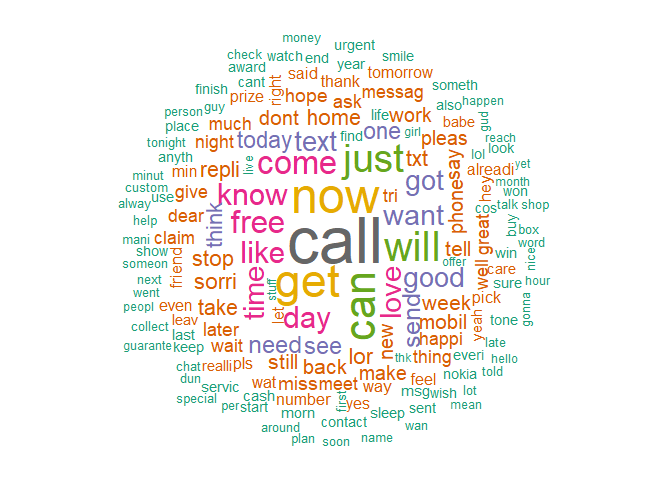 money
check watch end urgent
award said year smile
cant thank tomorrow someth
finish prize right hope ask messag also happen
person guy much dont home life work babe gud
place night today text find one girl pleas lol reach
tonight anyth min repli live come just txt say alreadi look yet
minut custom give know now tri got phone hey won month
alway use dear think free call want cos talk shop
help claim like will tell well great buy box
mani show stop get can love offer good care win word
someon friend sorri time stuff send week pick sure nice hour
next went even take let day new mobil yeah tone gonna
peopl leav later need see lor happi late
collect last wait still back thk thing everi hello
guarante keep chat realli pls make feel nokia told
dun servic wat miss meet way msg wish lot
special per cash number first yes sent mean
start morn contact sleep
around name wan
plan soon